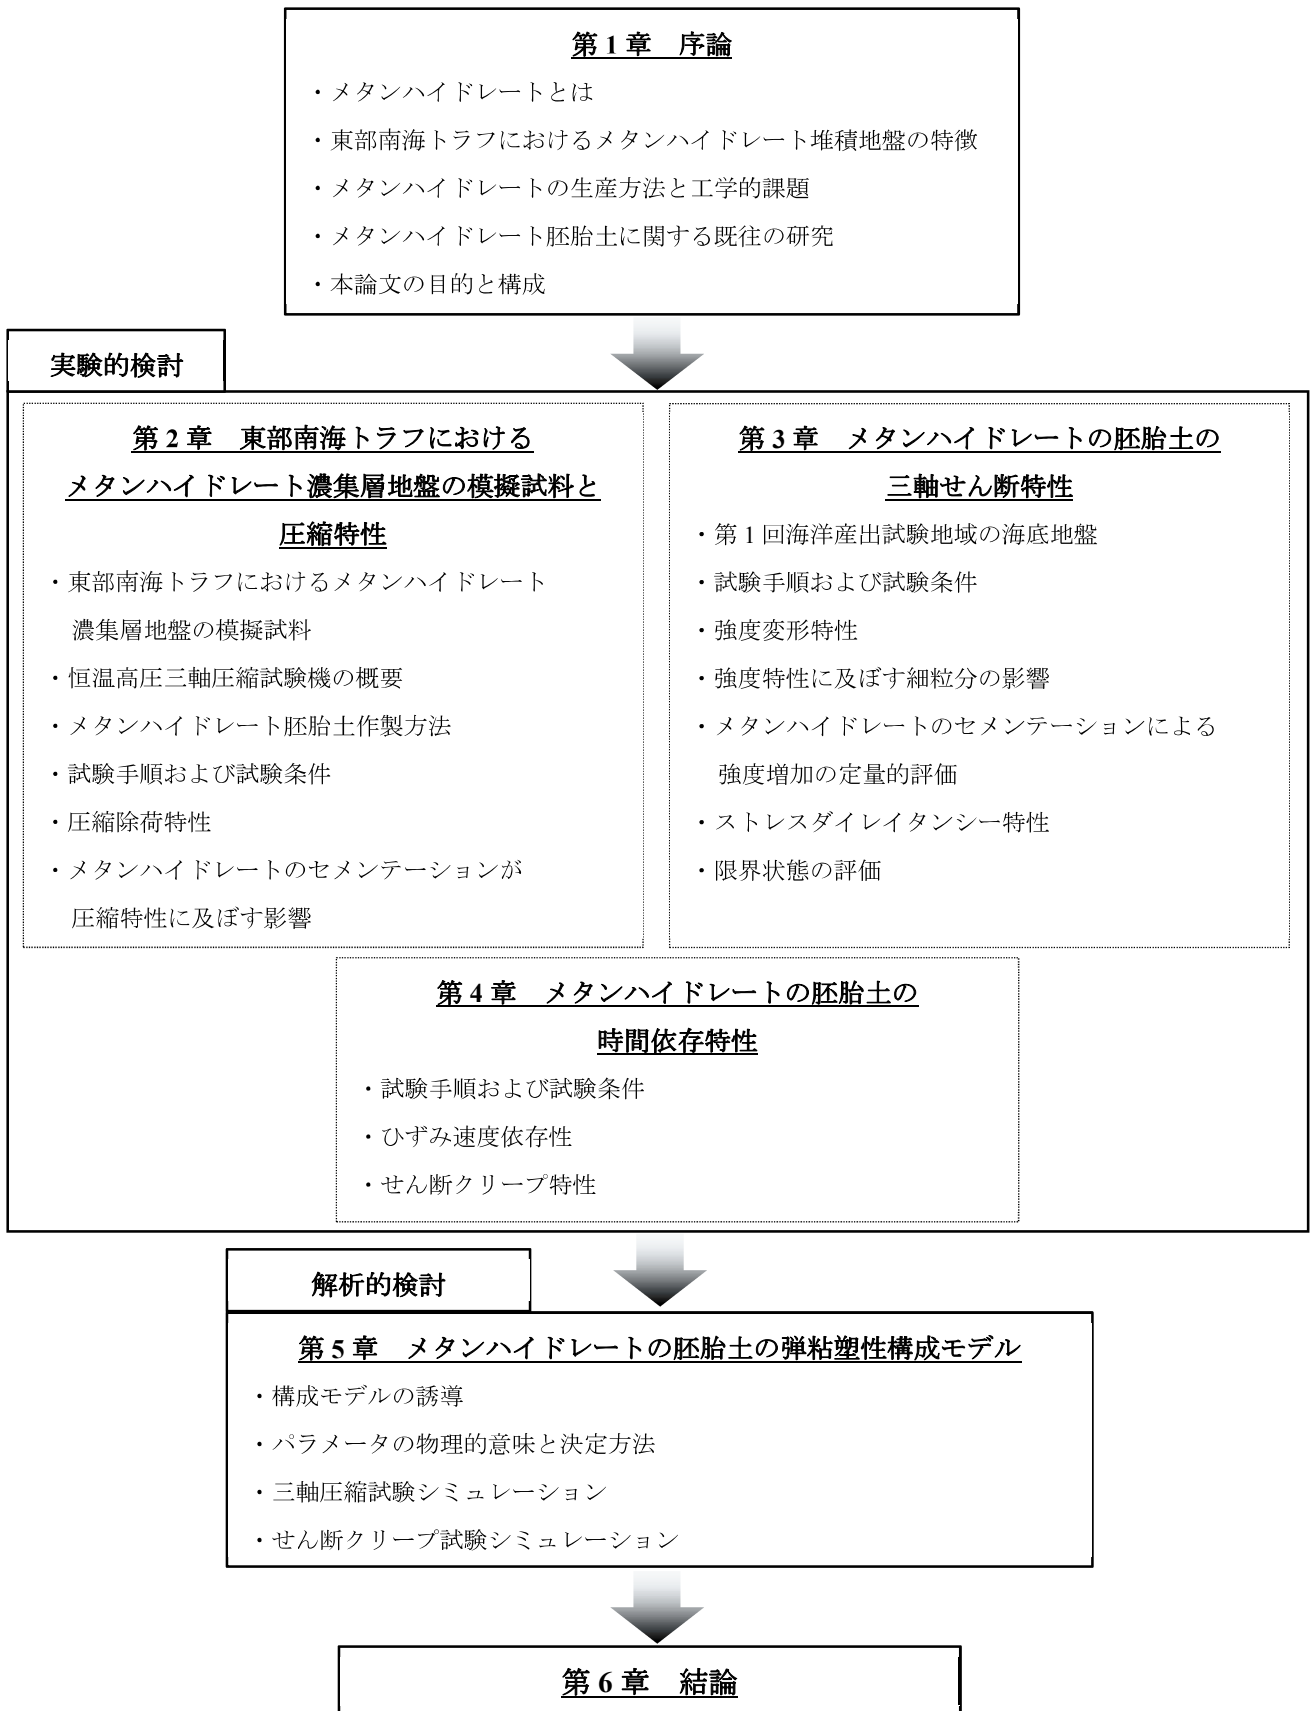 第1章　序論
・メタンハイドレートとは
・東部南海トラフにおけるメタンハイドレート堆積地盤の特徴
・メタンハイドレートの生産方法と工学的課題
・メタンハイドレート胚胎土に関する既往の研究
・本論文の目的と構成
実験的検討
第2章　東部南海トラフにおける
メタンハイドレート濃集層地盤の模擬試料と
圧縮特性
・東部南海トラフにおけるメタンハイドレート
濃集層地盤の模擬試料
・恒温高圧三軸圧縮試験機の概要
・メタンハイドレート胚胎土作製方法
・試験手順および試験条件
・圧縮除荷特性
・メタンハイドレートのセメンテーションが
圧縮特性に及ぼす影響
第3章　メタンハイドレートの胚胎土の
三軸せん断特性
・第1回海洋産出試験地域の海底地盤
・試験手順および試験条件
・強度変形特性
・強度特性に及ぼす細粒分の影響
・メタンハイドレートのセメンテーションによる
強度増加の定量的評価
・ストレスダイレイタンシー特性
・限界状態の評価
第4章　メタンハイドレートの胚胎土の
時間依存特性
・試験手順および試験条件
・ひずみ速度依存性
・せん断クリープ特性
解析的検討
第5章　メタンハイドレートの胚胎土の弾粘塑性構成モデル
・構成モデルの誘導
・パラメータの物理的意味と決定方法
・三軸圧縮試験シミュレーション
・せん断クリープ試験シミュレーション
第6章　結論